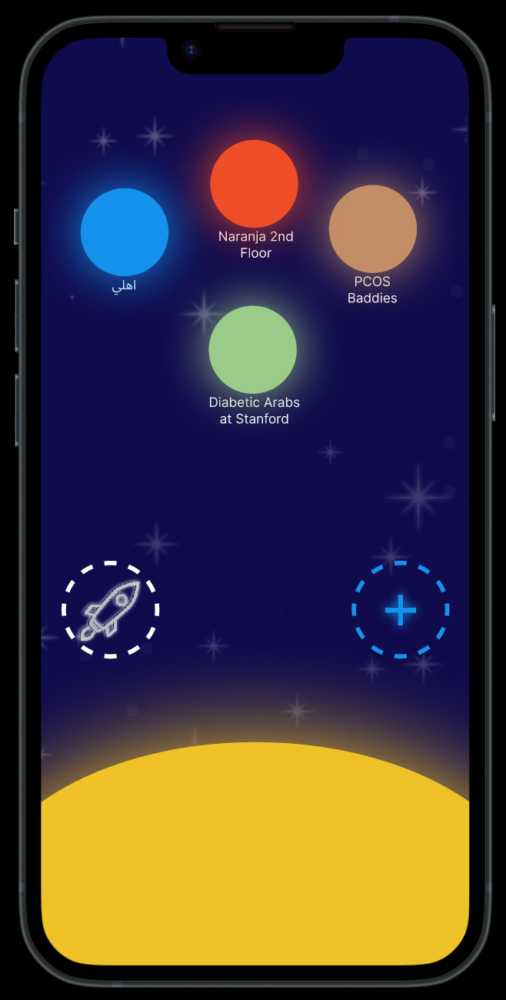 Naranja 2nd
Floor
اهلي
PCOS
Baddies
Diabetic Arabs
at Stanford